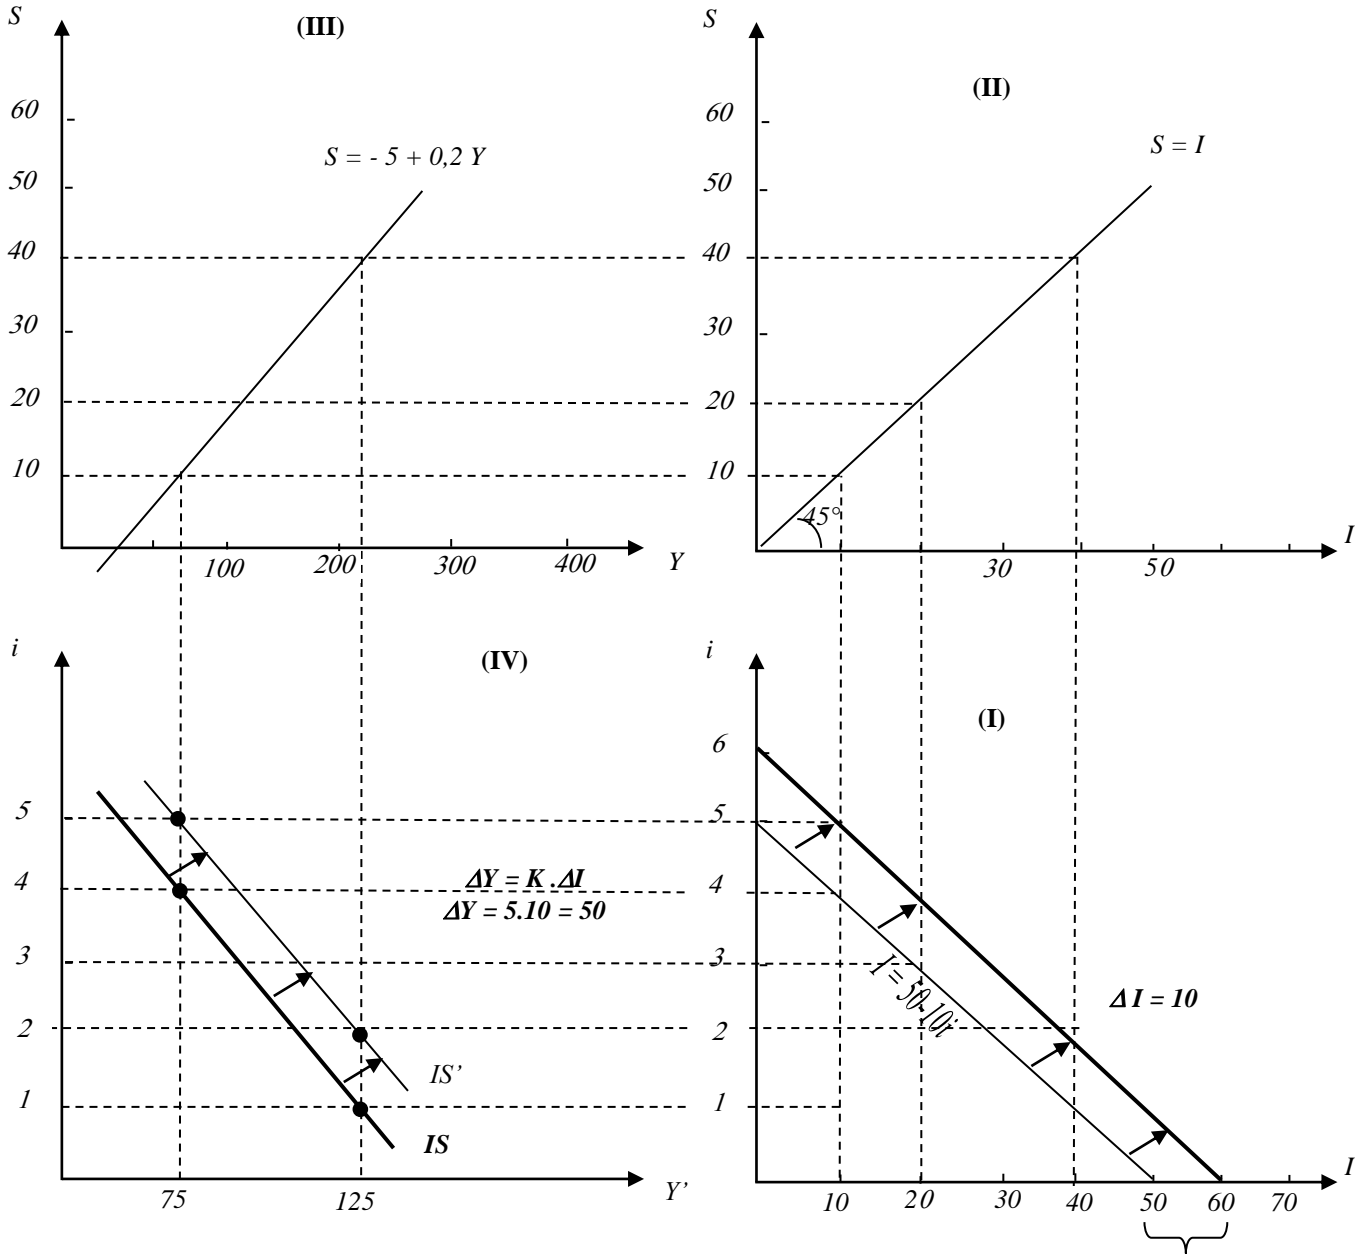 S
(III)
60
S = - 5 + 0,2 Y
50
40
30
20
10
100
200
300
400
Y
S
(II)
60
S = I
50
40
30
20
10
45°
30
50
I
i
(IV)
5
4
ΔY = K .ΔI
ΔY = 5.10 = 50
3
2
IS’
1
IS
75
125
Y’
i
(I)
6
5
4
3
I = 50-10i
Δ I = 10
2
1
I
10
20
30
40
50
60
70